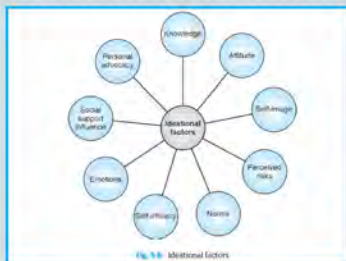 Knowledge
Personal
advocacy
Attitude
Social
support
influence
Self-image
Ideational
factors
Emotions
Perceived
risks
Self-efficacy
Norms
Ideational factors